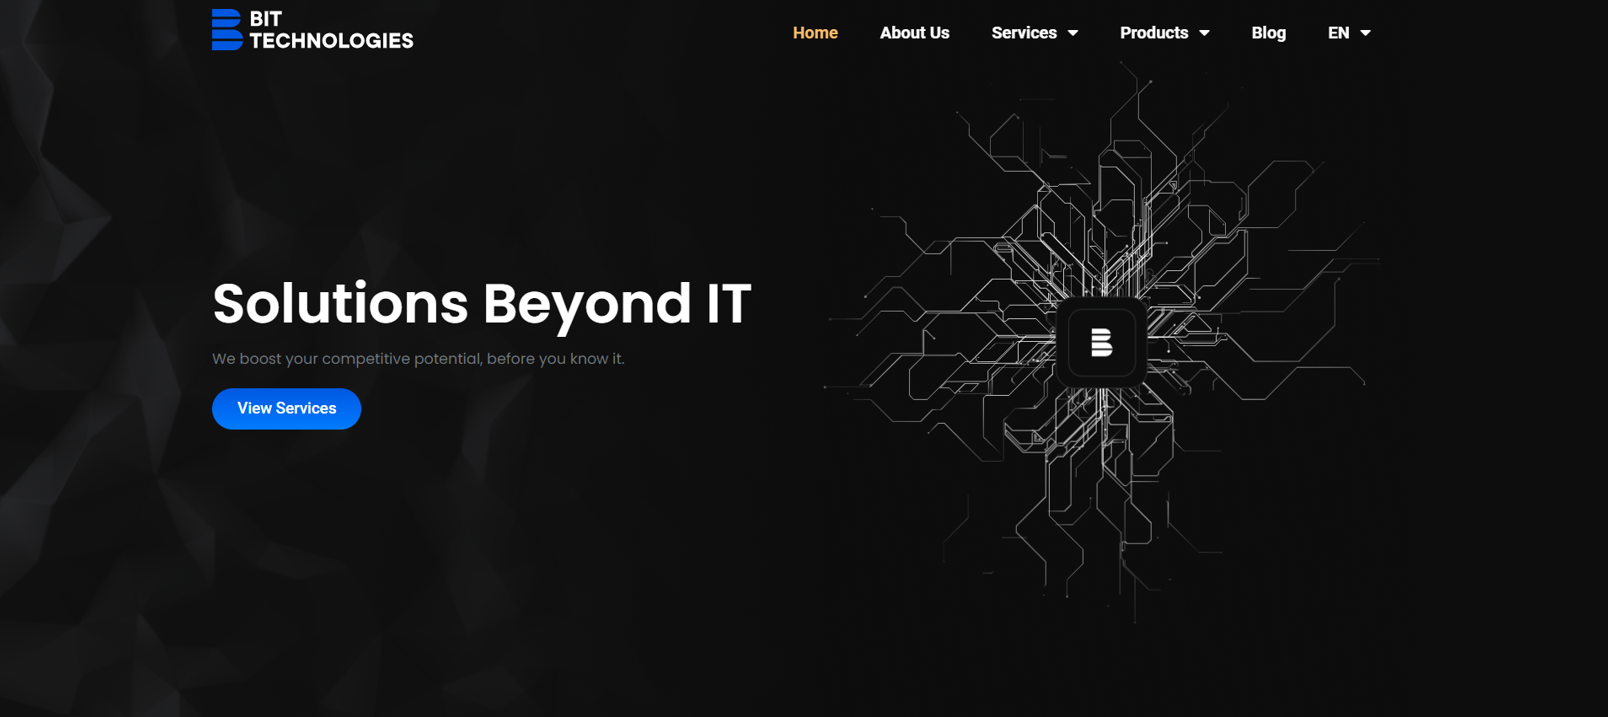 BIT
TECHNOLOGIES
Home About Us Services Products Blog EN
Solutions Beyond IT
We boost your competitive potential, before you know it.
View Services